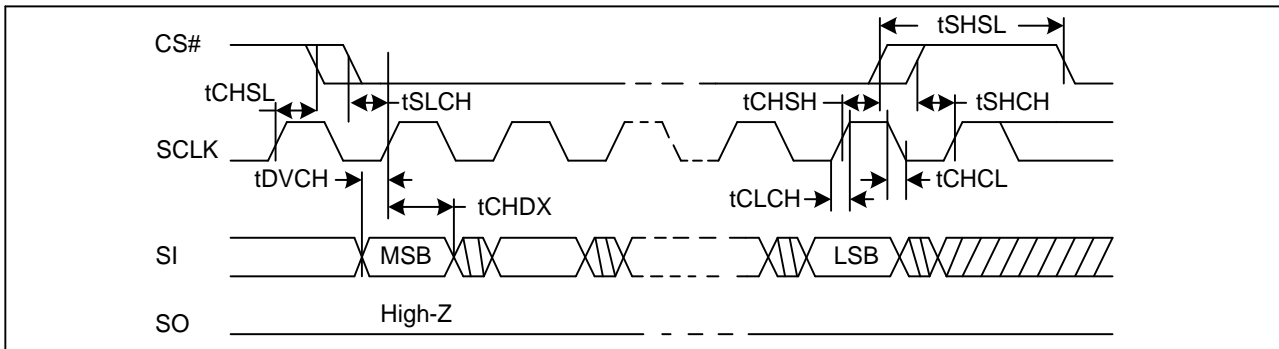 tSHSL
CS#
tCHSL
tSLCH
tCHSH
tSHCH
SCLK
tDVCH
tCHDX
tCLCH
tCHCL
SI
MSB
LSB
SO
High-Z